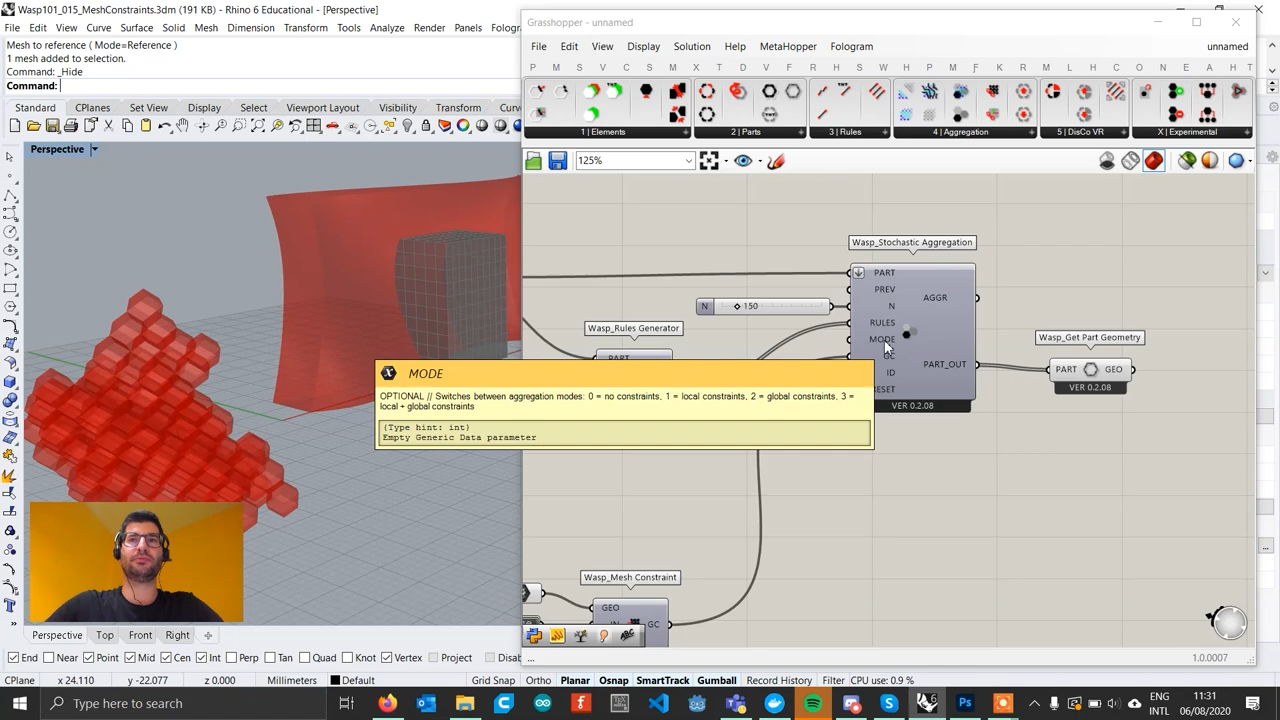 Wasp101_015_MeshConstraints.3dm (191 KB) - Rhino 6 Educational - [Perspective]
File Edit View Curve Surface Solid Mesh Dimension Transform Tools Analyze Render Panels Fologra
Mesh to reference ( Mode=Reference )
1 mesh added to selection.
Command: _Hide
Command:
Standard CPlanes Set View Display Select Viewport Layout Visibility Transform Curv
Perspective
Grasshopper - unnamed
File Edit View Display Solution Help MetaHopper Fologram unnamed
1 | Elements 2 | Parts 3 | Rules 4 | Aggregation 5 | DisCo VR X | Experimental
125%
Wasp_Stochastic Aggregation
PART
PREV
N
RULES
MODE
GC
ID
RESET
AGGR
PART_OUT
VER 0.2.08
N 150
Wasp_Rules Generator
PART
Wasp_Get Part Geometry
PART GEO
VER 0.2.08
MODE
OPTIONAL // Switches between aggregation modes: 0 = no constraints, 1 = local constraints, 2 = global constraints, 3 =
local + global constraints
{Type hint: int}
Empty Generic Data parameter
Wasp_Mesh Constraint
GEO
IN
GC
...
1.0.0007
Perspective Top Front Right
End Near Point Mid Cen Int Perp Tan Quad Knot Vertex Project Disab
CPlane x 24.110 y -22.077 z 0.000 Millimeters Default Grid Snap Ortho Planar Osnap SmartTrack Gumball Record History Filter CPU use: 0.9 %
Type here to search
ENG
INTL
11:31
06/08/2020